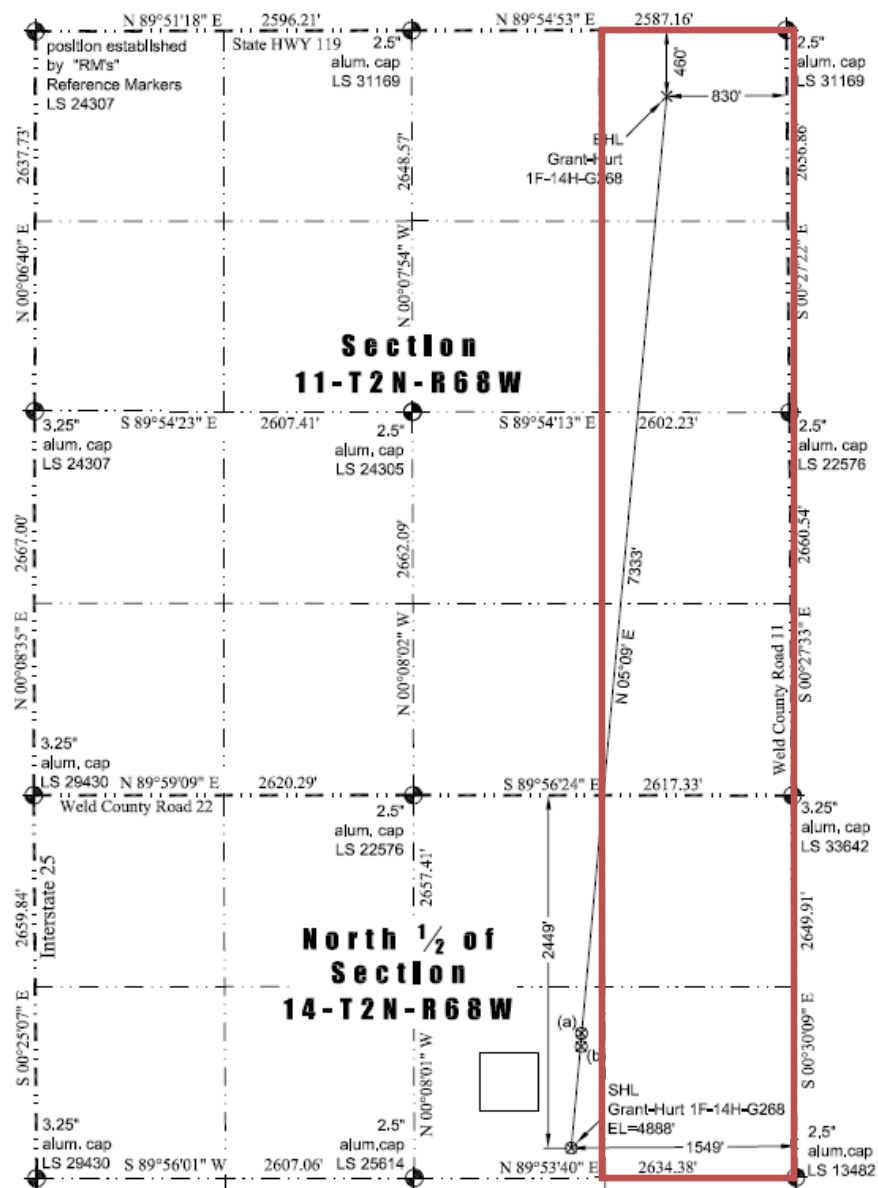 N 89°51'18" E 2596.21'
N 89°54'53" E 2587.16'
position established
by "RM's"
Reference Markers
LS 24307
State HWY 119
2.5"
alum. cap
LS 31169
460'
830'
2.5"
alum. cap
LS 31169
BHL
Grant-Hurt
1F-14H-G268
2637.73'
2648.57'
2656.86'
N 00°06'40" E
N 00°07'54" W
S 00°27'22" E
Section
11-T2N-R68W
S 89°54'23" E 2607.41'
S 89°54'13" E 2602.23'
3.25"
alum. cap
LS 24307
2.5"
alum, cap
LS 24305
2.5"
alum. cap
LS 22576
2667.00'
2662.09'
7333'
2660.54'
N 00°08'35" E
N 00°08'02" W
N 05°09' E
Weld County Road 11
S 00°27'33" E
3.25"
alum, cap
LS 29430
N 89°59'09" E 2620.29'
S 89°56'24" E 2617.33'
Weld County Road 22
2.5"
alum. cap
LS 22576
3.25"
alum, cap
LS 33642
2659.84'
Interstate 25
2657.41'
2449'
2649.91'
North ½ of
Section
14-T2N-R68W
(a)
(b)
S 00°25'07" E
N 00°08'01" W
S 00°30'09" E
SHL
Grant-Hurt 1F-14H-G268
EL=4888'
1549'
3.25"
alum. cap
LS 29430
2.5"
alum,cap
LS 25614
2.5"
alum,cap
LS 13482
S 89°56'01" W 2607.06'
N 89°53'40" E 2634.38'